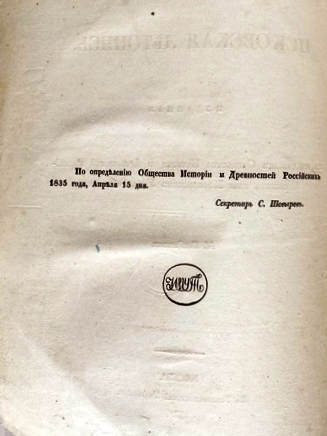 По опредѣленію Общества Исторіи и Древностей Россійскихъ
1835 года, Апрѣля 15 дня.
Секретарь С. Шевыревъ.